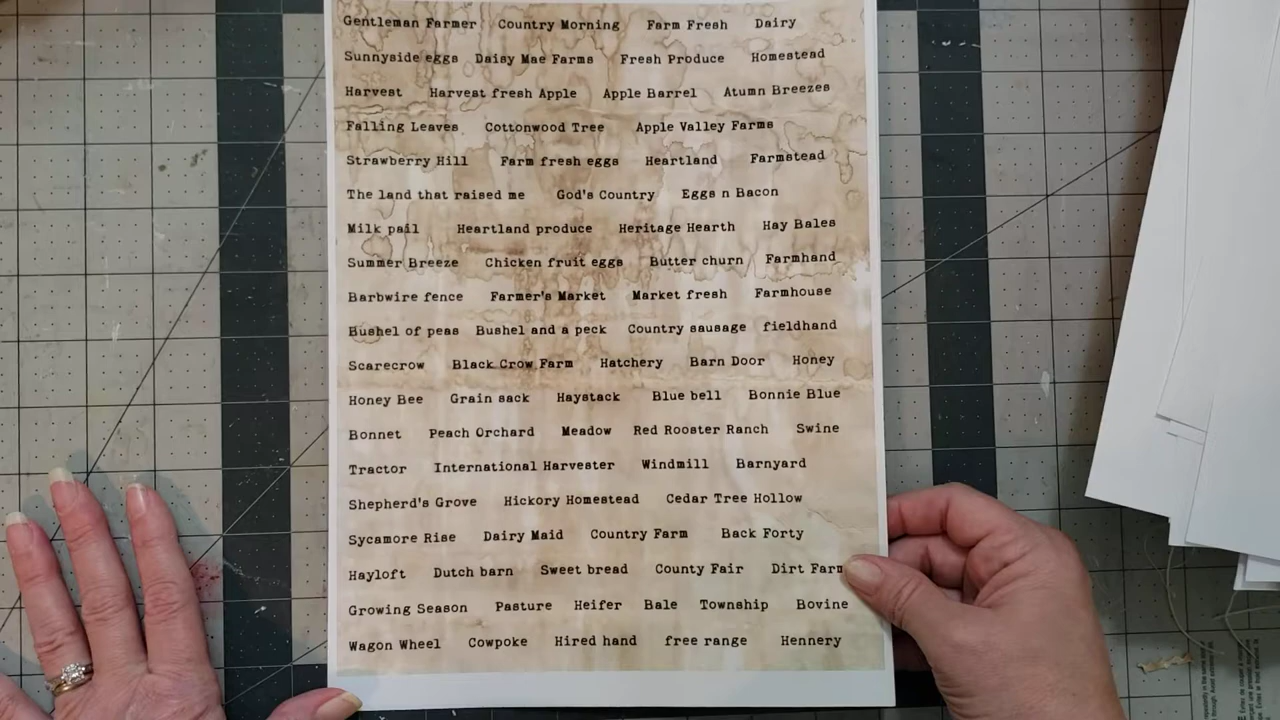 Gentleman Farmer Country Morning Farm Fresh Dairy
Sunnyside eggs Daisy Mae Farms Fresh Produce Homestead
Harvest Harvest fresh Apple Apple Barrel Atumn Breezes
Falling Leaves Cottonwood Tree Apple Valley Farms
Strawberry Hill Farm fresh eggs Heartland Farmstead
The land that raised me God's Country Eggs n Bacon
Milk pail Heartland produce Heritage Hearth Hay Bales
Summer Breeze Chicken fruit eggs Butter churn Farmhand
Barbwire fence Farmer's Market Market fresh Farmhouse
Bushel of peas Bushel and a peck Country sausage fieldhand
Scarecrow Black Crow Farm Hatchery Barn Door Honey
Honey Bee Grain sack Haystack Blue bell Bonnie Blue
Bonnet Peach Orchard Meadow Red Rooster Ranch Swine
Tractor International Harvester Windmill Barnyard
Shepherd's Grove Hickory Homestead Cedar Tree Hollow
Sycamore Rise Dairy Maid Country Farm Back Forty
Hayloft Dutch barn Sweet bread County Fair Dirt Farm
Growing Season Pasture Heifer Bale Township Bovine
Wagon Wheel Cowpoke Hired hand free range Hennery